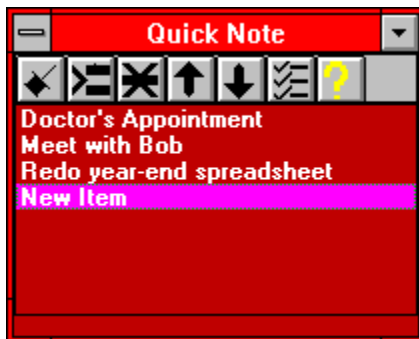 Quick Note
?
Doctor's Appointment
Meet with Bob
Redo year-end spreadsheet
New Item